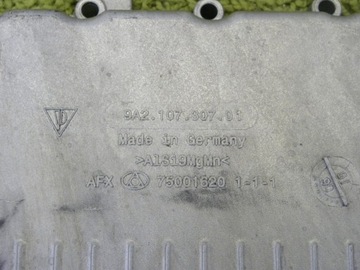 9A2.107.307.01
Made in Germany
>AlSi9MgMn<
AFX 75001620 1-1-1